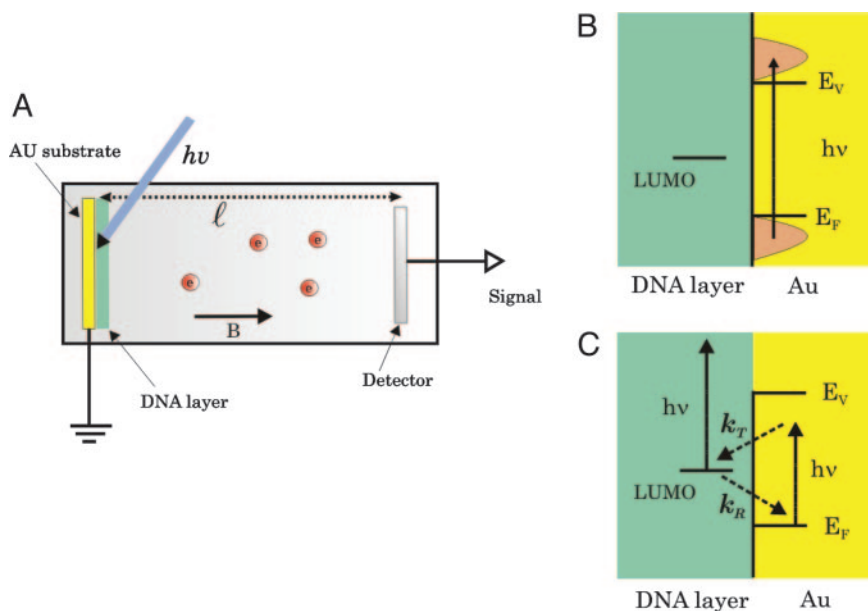 A
AU substrate
hν
ℓ
e
e
e
e
B
Signal
DNA layer
Detector
B
E_V
hν
LUMO
E_F
DNA layer Au
C
E_V
hν
k_T
hν
LUMO
k_R
E_F
DNA layer Au